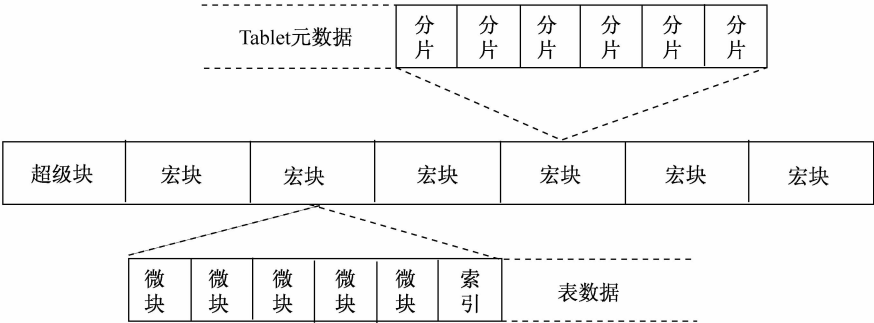 Tablet元数据 分片 分片 分片 分片 分片 分片
超级块 宏块 宏块 宏块 宏块 宏块 宏块
微块 微块 微块 微块 微块 索引 表数据